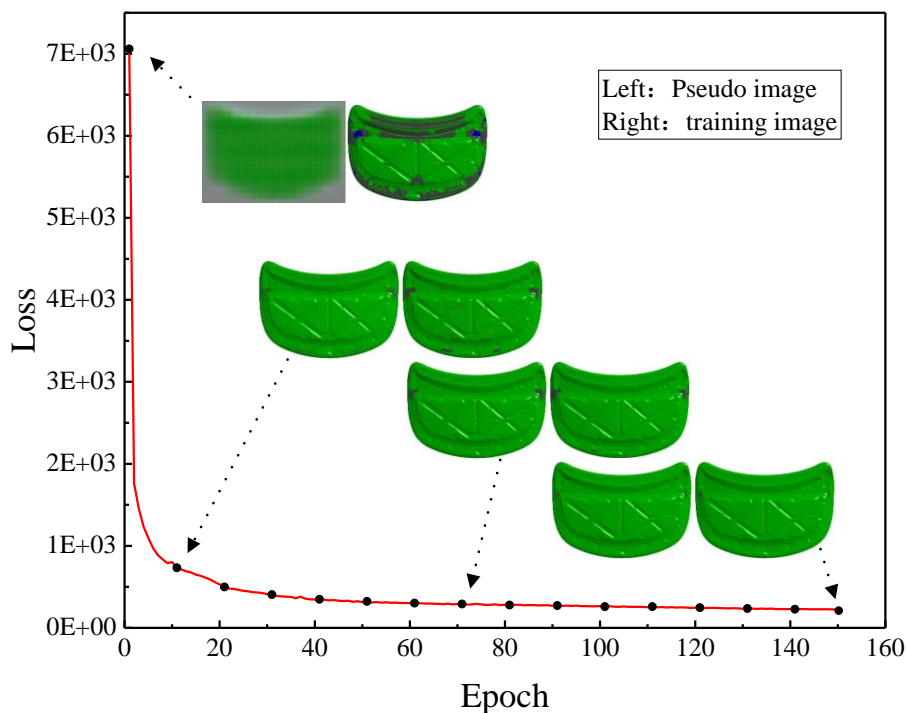 7E+03
6E+03
5E+03
4E+03
3E+03
2E+03
1E+03
0E+00
Loss
Left：Pseudo image
Right：training image
0 20 40 60 80 100 120 140 160
Epoch